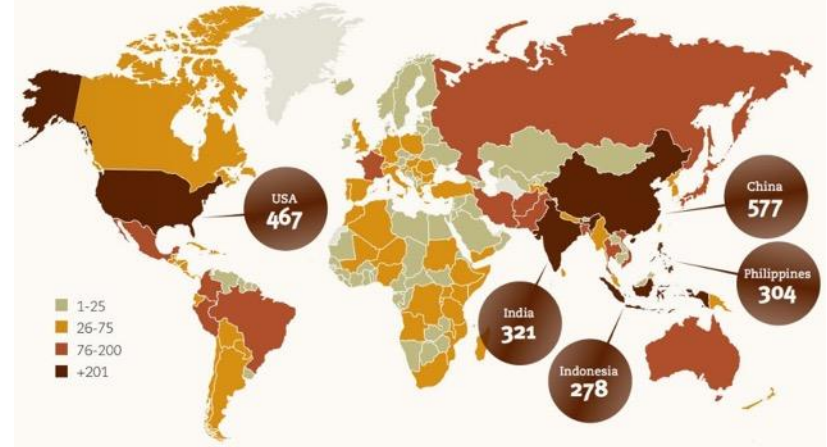 USA
467
China
577
Philippines
304
India
321
Indonesia
278
1-25
26-75
76-200
+201